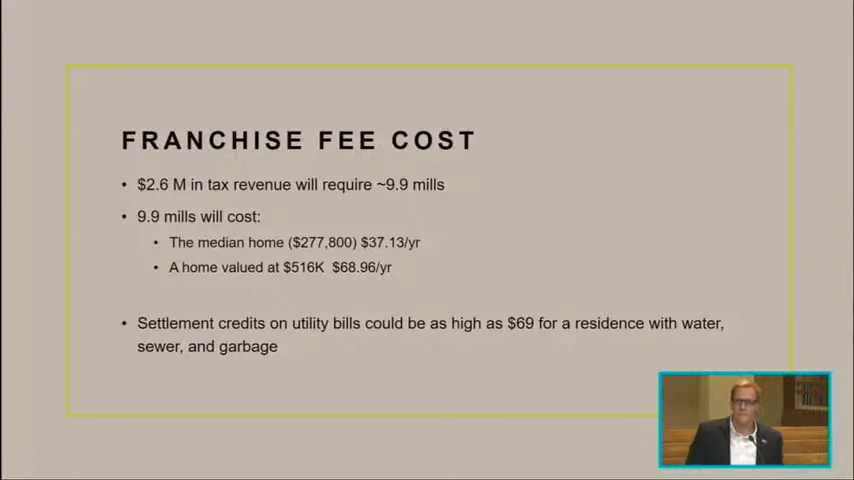 FRANCHISE FEE COST
• $2.6 M in tax revenue will require ~9.9 mills
• 9.9 mills will cost:
• The median home ($277,800) $37.13/yr
• A home valued at $516K $68.96/yr
• Settlement credits on utility bills could be as high as $69 for a residence with water,
sewer, and garbage